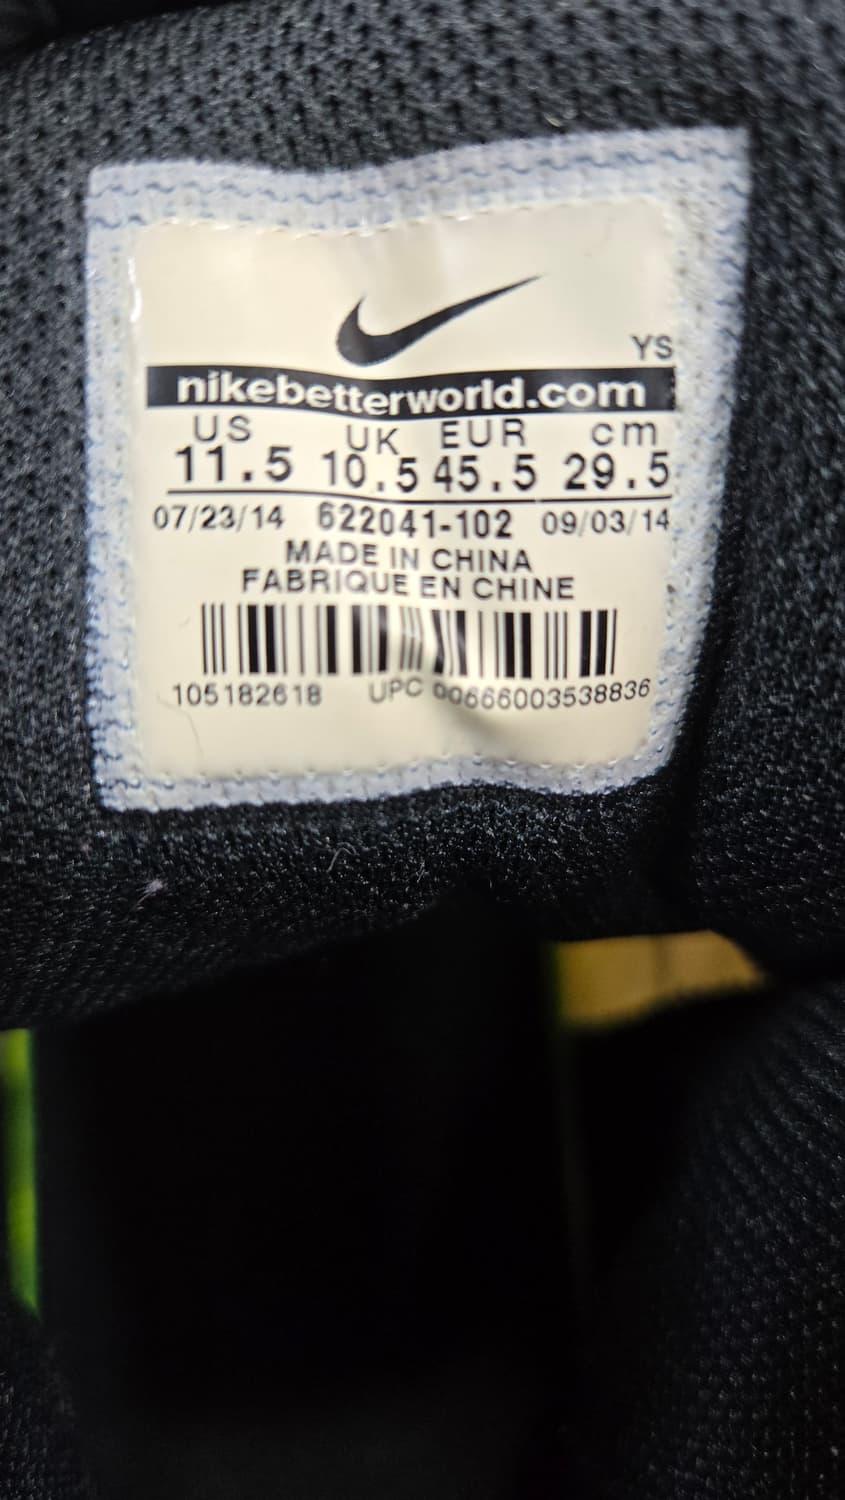 YS
nikebetterworld.com
US UK EUR cm
11.5 10.5 45.5 29.5
07/23/14 622041-102 09/03/14
MADE IN CHINA
FABRIQUE EN CHINE
105182618 UPC 00666003538836